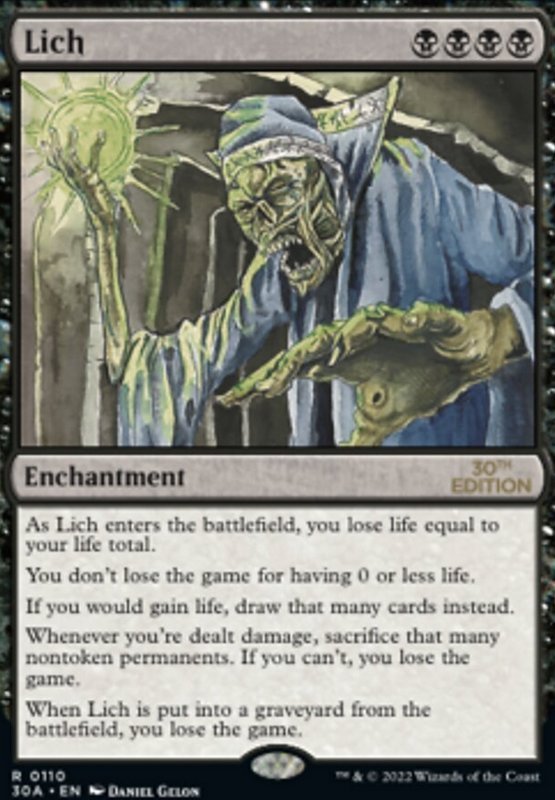 Lich
Enchantment
30TH
EDITION
As Lich enters the battlefield, you lose life equal to
your life total.
You don't lose the game for having 0 or less life.
If you would gain life, draw that many cards instead.
Whenever you're dealt damage, sacrifice that many
nontoken permanents. If you can't, you lose the
game.
When Lich is put into a graveyard from the
battlefield, you lose the game.
R 0110
30A • EN DANIEL GELON
™ & © 2022 Wizards of the Coast